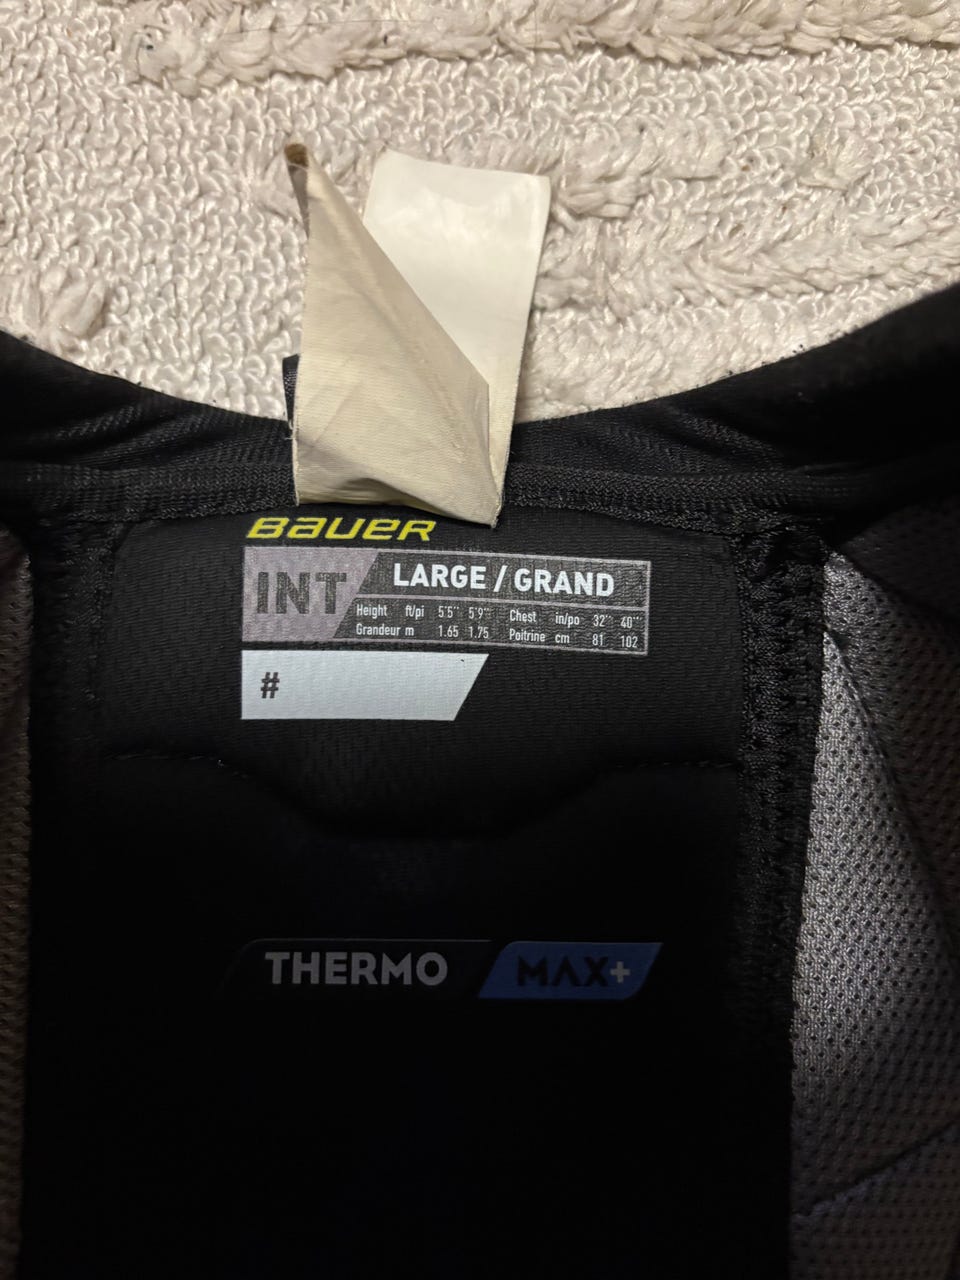 BAUER
INT LARGE / GRAND
Height ft/pi 5'5'' 5'9'' Chest in/po 32'' 40''
Grandeur m 1.65 1.75 Poitrine cm 81 102
#
THERMO MAX+